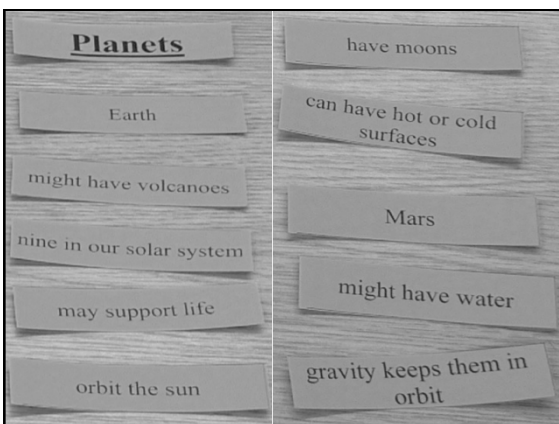 Planets
Earth
might have volcanoes
nine in our solar system
may support life
orbit the sun
have moons
can have hot or cold
surfaces
Mars
might have water
gravity keeps them in
orbit